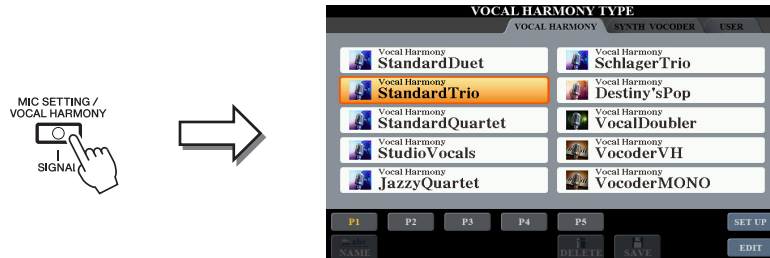 MIC SETTING /
VOCAL HARMONY
SIGNAL
VOCAL HARMONY TYPE
VOCAL HARMONY SYNTH VOCODER USER
Vocal Harmony
StandardDuet
Vocal Harmony
SchlagerTrio
Vocal Harmony
StandardTrio
Vocal Harmony
Destiny'sPop
Vocal Harmony
StandardQuartet
Vocal Harmony
VocalDoubler
Vocal Harmony
StudioVocals
Vocal Harmony
VocoderVH
Vocal Harmony
JazzyQuartet
Vocal Harmony
VocoderMONO
P1 P2 P3 P4 P5 SET UP
NAME DELETE SAVE EDIT